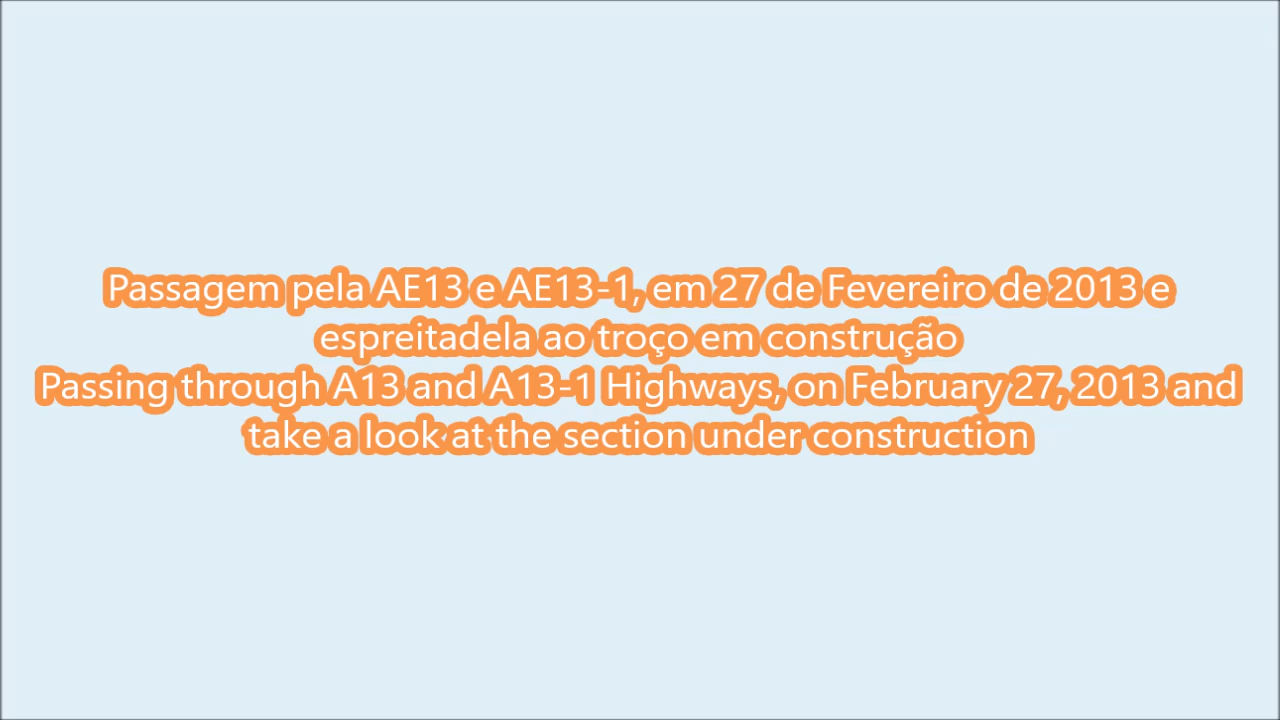 Passagem pela AE13 e AE13-1, em 27 de Fevereiro de 2013 e
espreitadela ao troço em construção
Passing through A13 and A13-1 Highways, on February 27, 2013 and
take a look at the section under construction